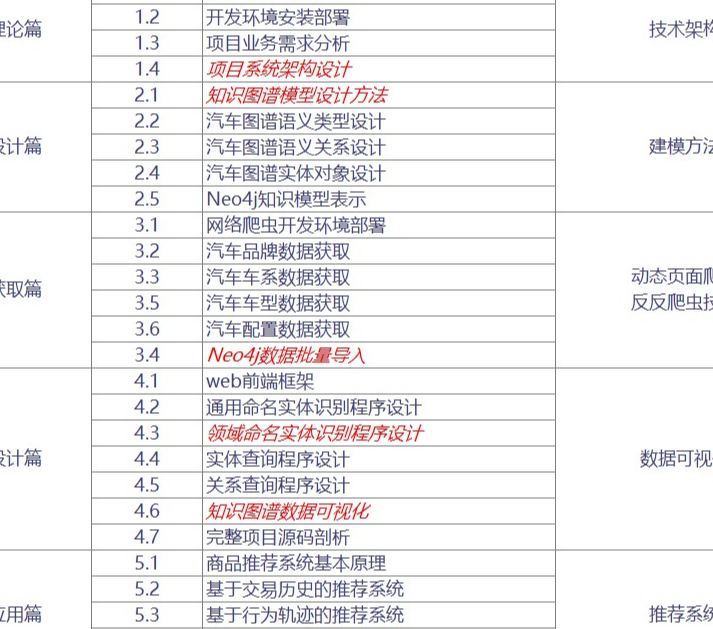 理论篇
1.2 开发环境安装部署
1.3 项目业务需求分析
技术架构
1.4 项目系统架构设计
2.1 知识图谱模型设计方法
2.2 汽车图谱语义类型设计
设计篇
2.3 汽车图谱语义关系设计
建模方法
2.4 汽车图谱实体对象设计
2.5 Neo4j知识模型表示
3.1 网络爬虫开发环境部署
3.2 汽车品牌数据获取
获取篇
3.3 汽车车系数据获取
动态页面爬
3.5 汽车车型数据获取
反反爬虫技
3.6 汽车配置数据获取
3.4 Neo4j数据批量导入
4.1 web前端框架
4.2 通用命名实体识别程序设计
4.3 领域命名实体识别程序设计
设计篇
4.4 实体查询程序设计
数据可视
4.5 关系查询程序设计
4.6 知识图谱数据可视化
4.7 完整项目源码剖析
5.1 商品推荐系统基本原理
5.2 基于交易历史的推荐系统
应用篇
5.3 基于行为轨迹的推荐系统
推荐系统